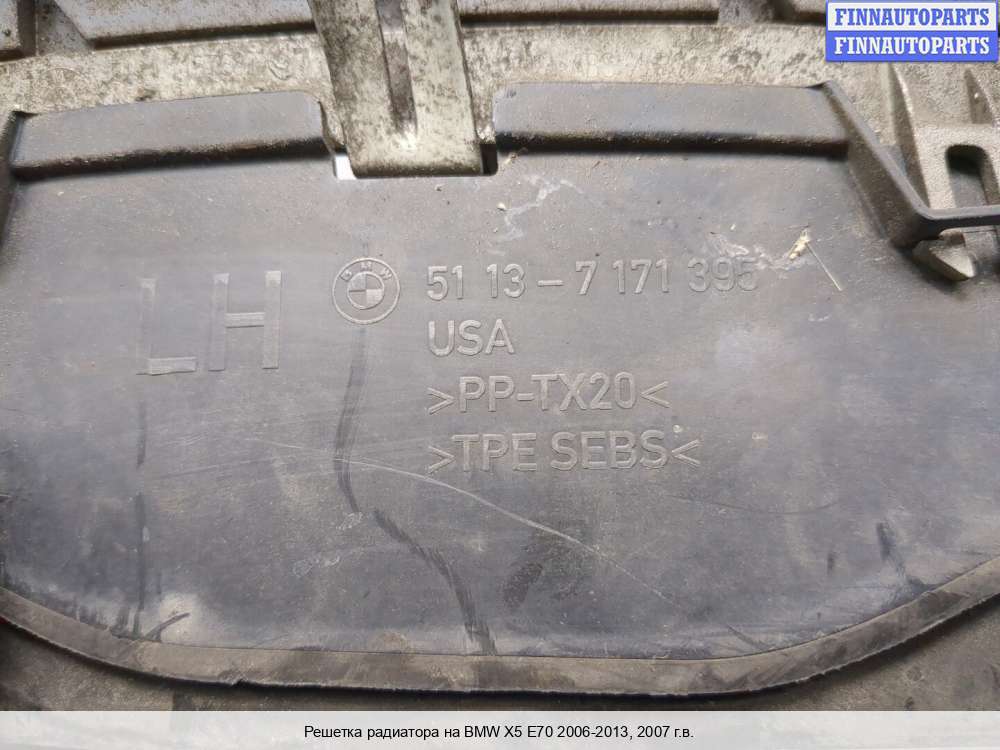 FINNAUTOPARTS
FINNAUTOPARTS
LH BMW 51 13-7 171 395
USA
>PP-TX20<
>TPE SEBS<
Решетка радиатора на BMW X5 E70 2006-2013, 2007 г.в.